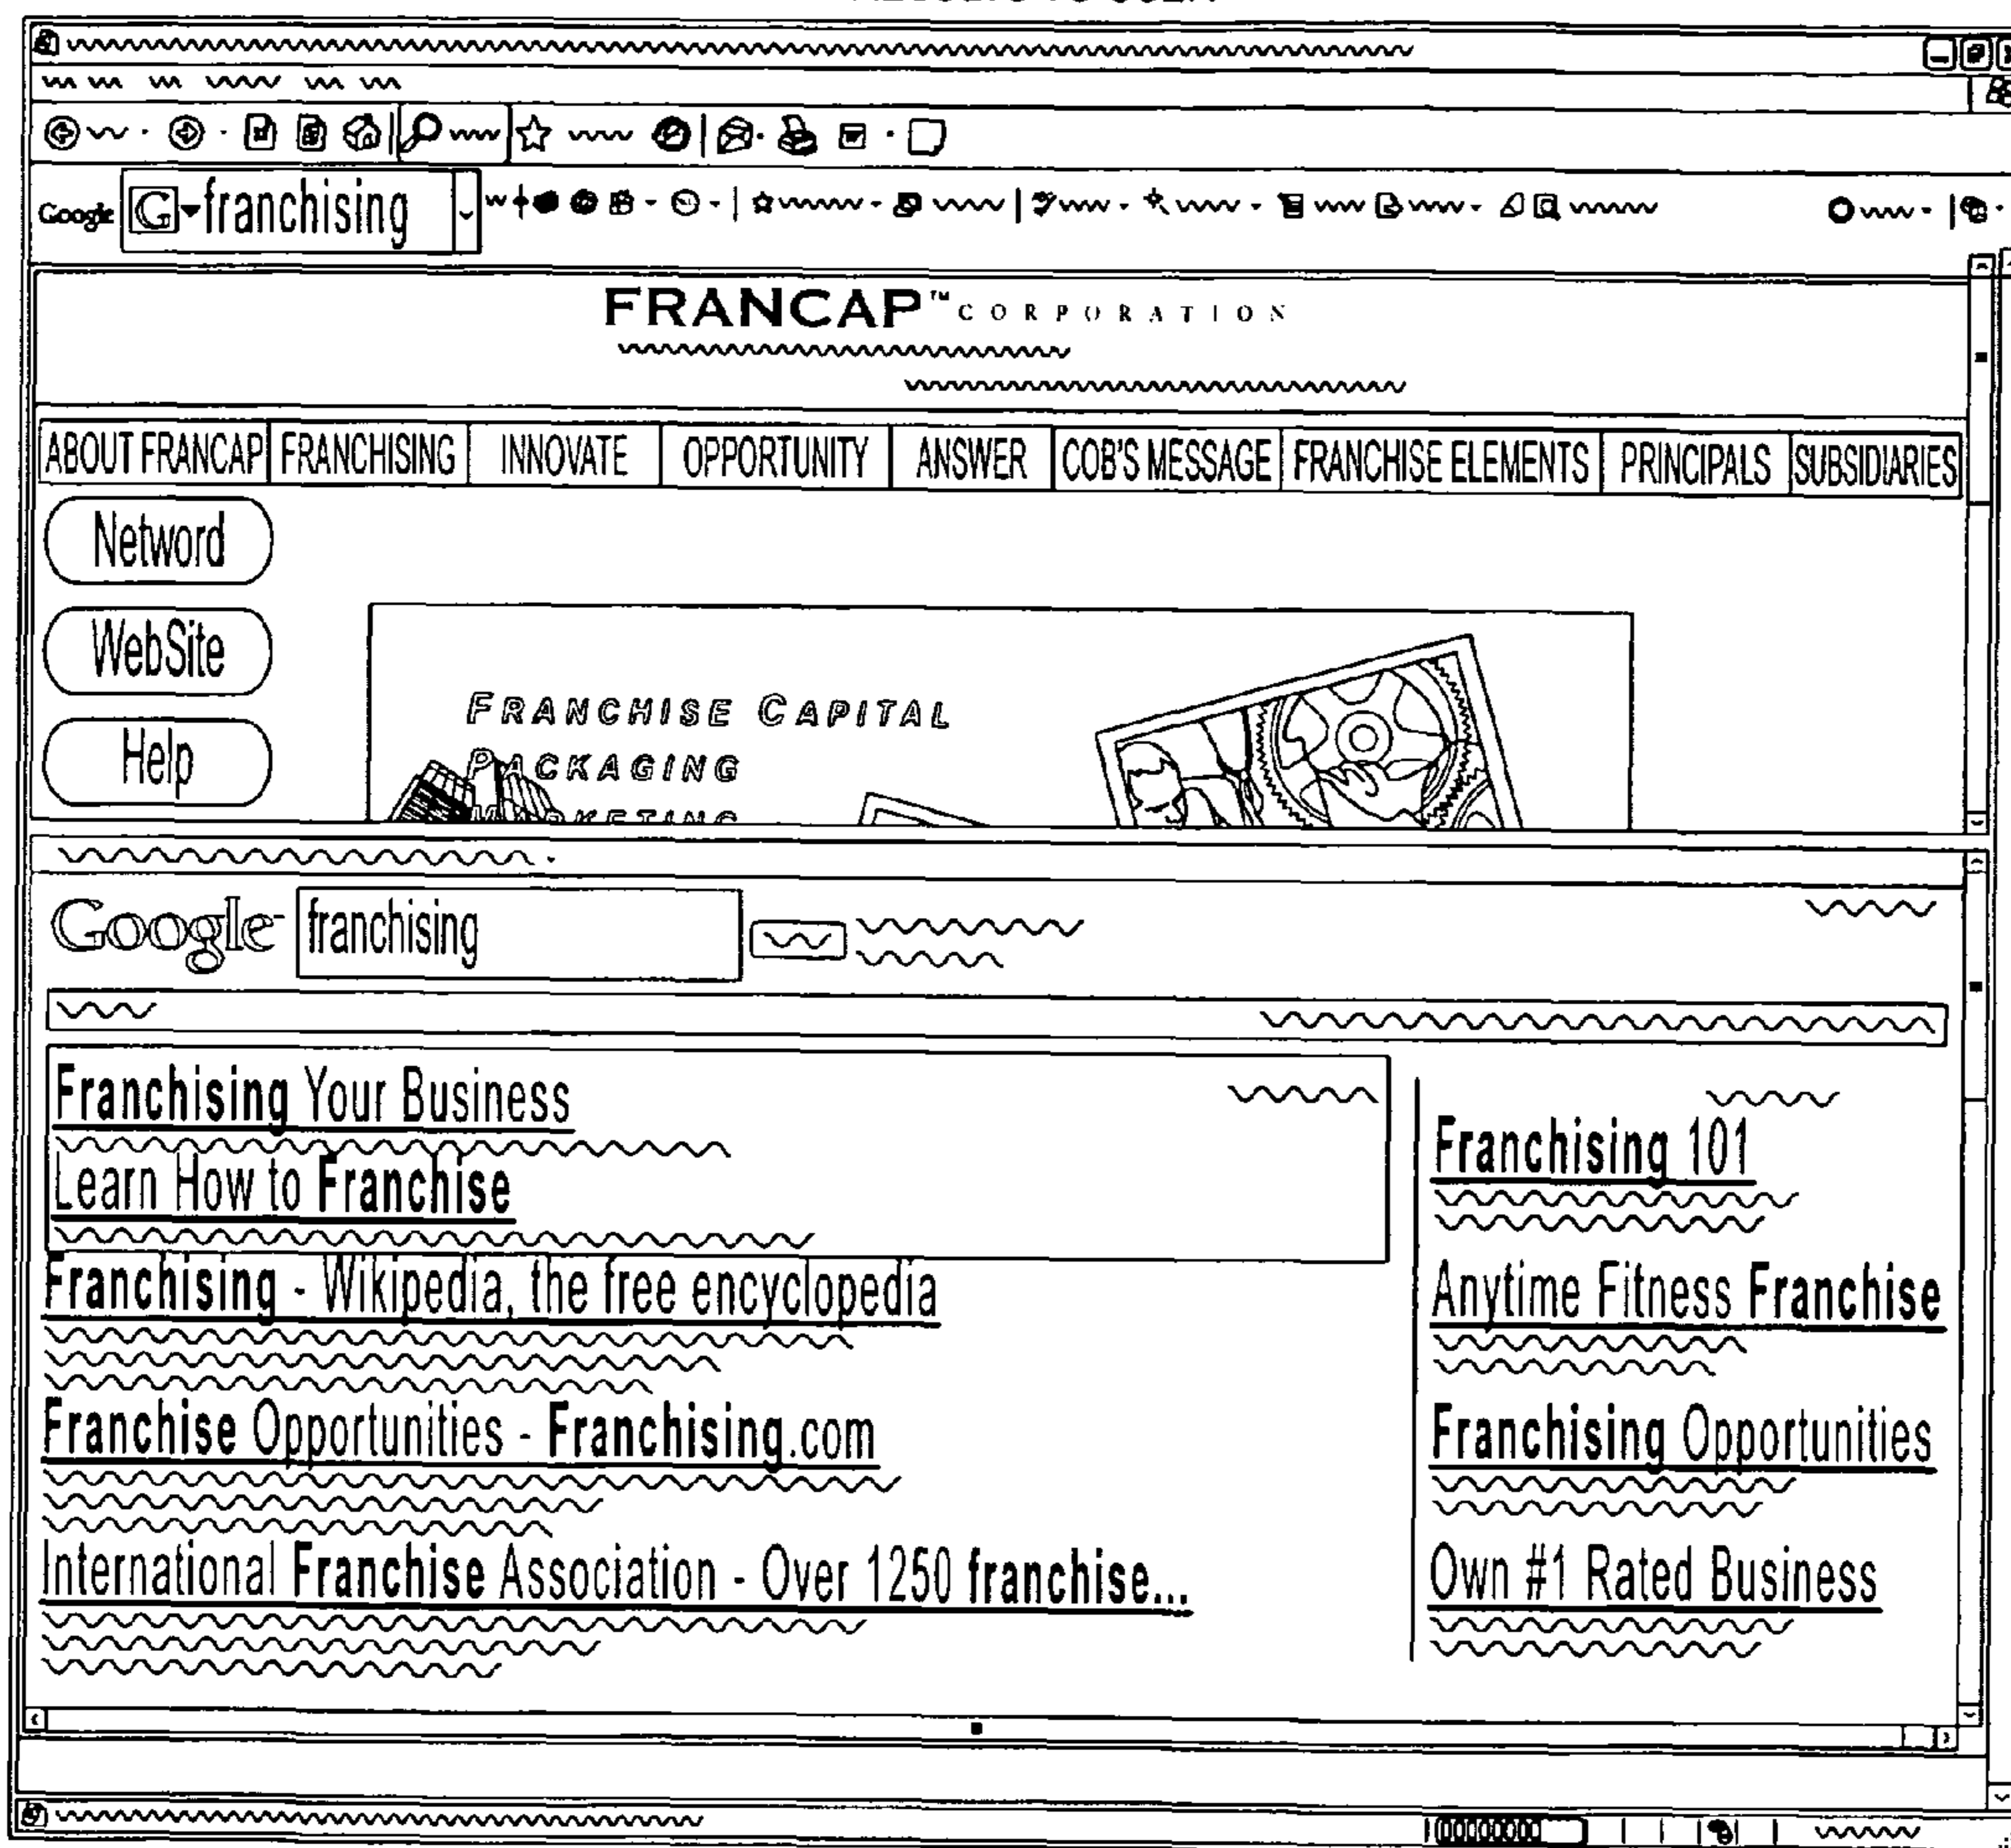 Google G franchising
FRANCAP™ CORPORATION
ABOUT FRANCAP FRANCHISING INNOVATE OPPORTUNITY ANSWER COB'S MESSAGE FRANCHISE ELEMENTS PRINCIPALS SUBSIDIARIES
Netword
WebSite
Help
FRANCHISE CAPITAL
PACKAGING
MARKETING
Google franchising
Franchising Your Business
Learn How to Franchise
Franchising - Wikipedia, the free encyclopedia
Franchise Opportunities - Franchising.com
International Franchise Association - Over 1250 franchise...
Franchising 101
Anytime Fitness Franchise
Franchising Opportunities
Own #1 Rated Business